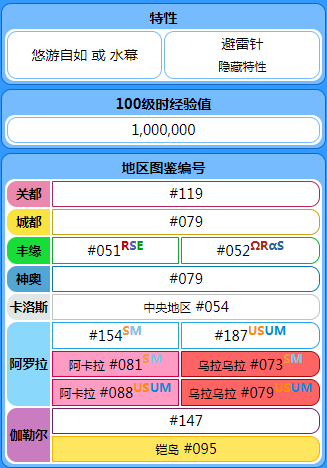 特性
悠游自如 或 水幕
避雷针
隐藏特性
100级时经验值
1,000,000
地区图鉴编号
关都 #119
城都 #079
丰缘 #051RSE #052ΩRαS
神奥 #079
卡洛斯 中央地区 #054
阿罗拉 #154SM #187USUM
阿卡拉 #081SM 乌拉乌拉 #073SM
阿卡拉 #088USUM 乌拉乌拉 #079USUM
伽勒尔 #147
铠岛 #095